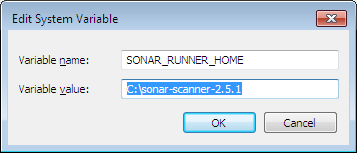 Edit System Variable
Variable name: SONAR_RUNNER_HOME
Variable value: C:\sonar-scanner-2.5.1
OK Cancel